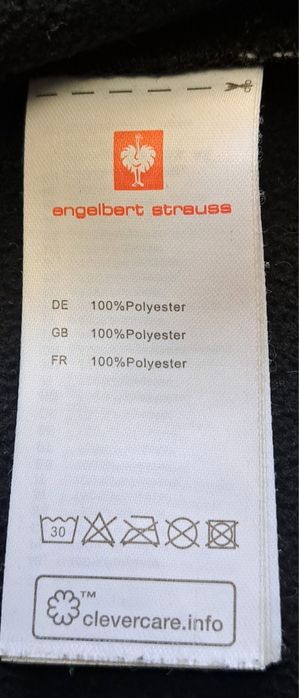 engelbert strauss
DE 100%Polyester
GB 100%Polyester
FR 100%Polyester
30
TM
clevercare.info